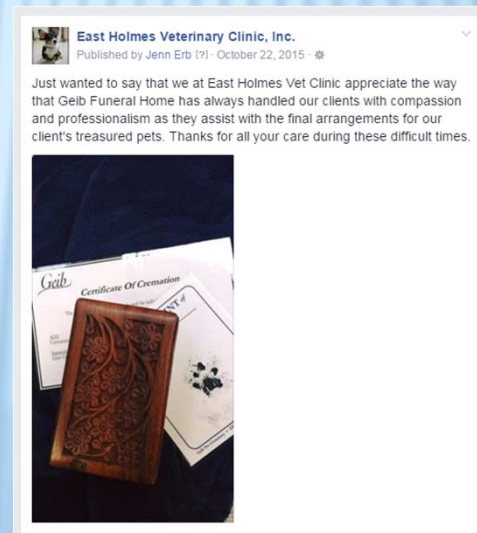 East Holmes Veterinary Clinic, Inc.
Published by Jenn Erb [?] · October 22, 2015 ·
Just wanted to say that we at East Holmes Vet Clinic appreciate the way
that Geib Funeral Home has always handled our clients with compassion
and professionalism as they assist with the final arrangements for our
client's treasured pets. Thanks for all your care during these difficult times.
Geib
Certificate Of Cremation